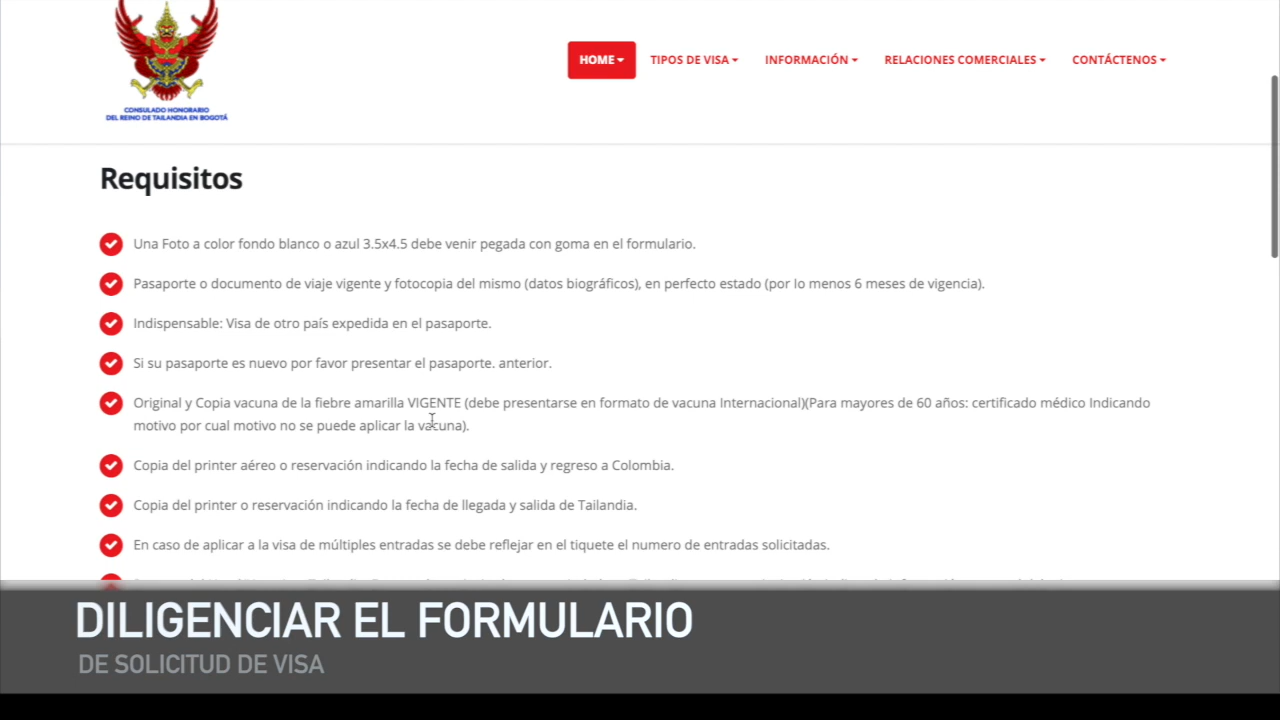 CONSULADO HONORARIO
DEL REINO DE TAILANDIA EN BOGOTÁ
HOME
TIPOS DE VISA
INFORMACIÓN
RELACIONES COMERCIALES
CONTÁCTENOS
Requisitos
Una Foto a color fondo blanco o azul 3.5x4.5 debe venir pegada con goma en el formulario.
Pasaporte o documento de viaje vigente y fotocopia del mismo (datos biográficos), en perfecto estado (por lo menos 6 meses de vigencia).
Indispensable: Visa de otro país expedida en el pasaporte.
Si su pasaporte es nuevo por favor presentar el pasaporte. anterior.
Original y Copia vacuna de la fiebre amarilla VIGENTE (debe presentarse en formato de vacuna Internacional)(Para mayores de 60 años: certificado médico Indicando
motivo por cual motivo no se puede aplicar la vacuna).
Copia del printer aéreo o reservación indicando la fecha de salida y regreso a Colombia.
Copia del printer o reservación indicando la fecha de llegada y salida de Tailandia.
En caso de aplicar a la visa de múltiples entradas se debe reflejar en el tiquete el numero de entradas solicitadas.
DILIGENCIAR EL FORMULARIO
DE SOLICITUD DE VISA